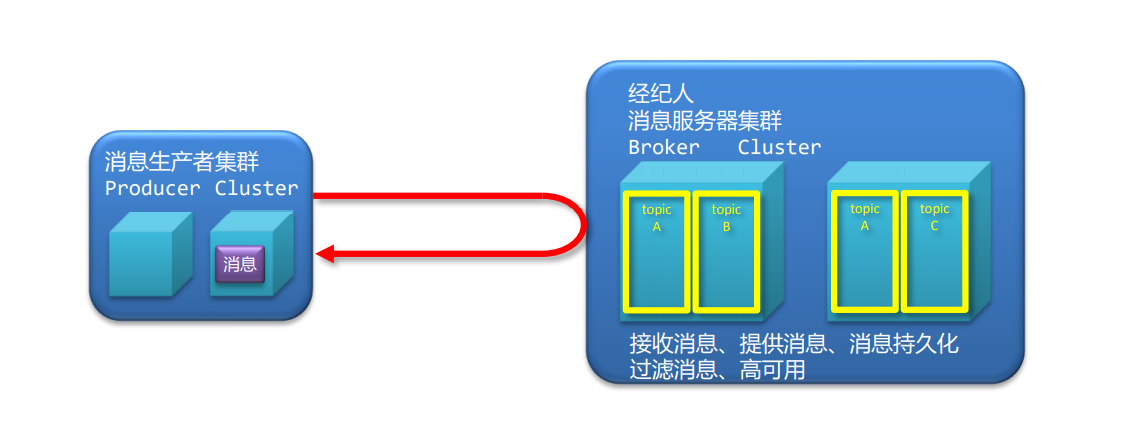 消息生产者集群
Producer Cluster
消息
经纪人
消息服务器集群
Broker Cluster
topic
A
topic
B
topic
A
topic
C
接收消息、提供消息、消息持久化
过滤消息、高可用